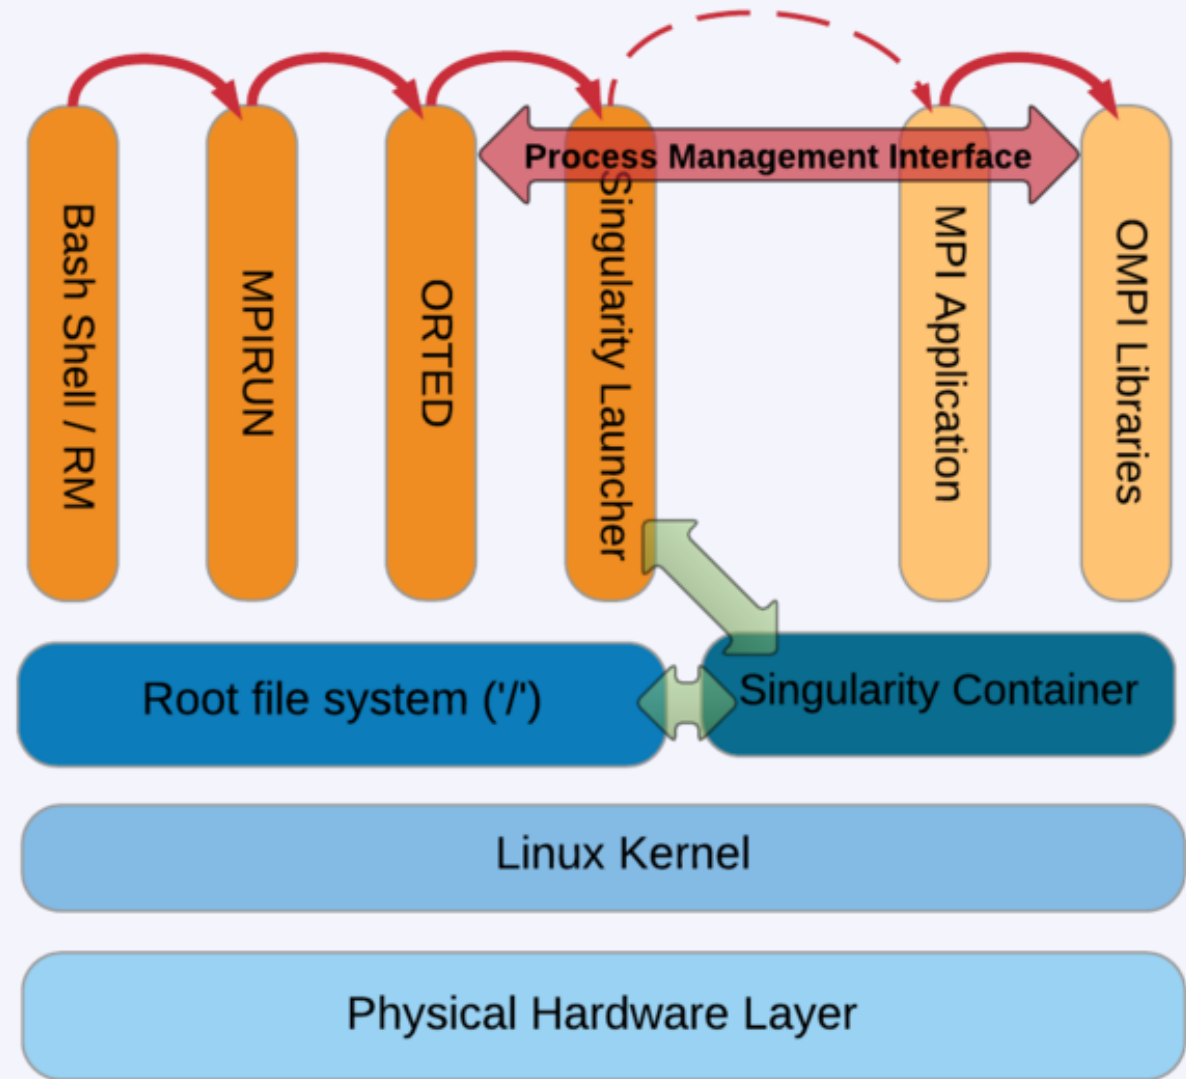 Process Management Interface
Bash Shell / RM
MPIRUN
ORTED
Singularity Launcher
MPI Application
OMPI Libraries
Root file system ('/')
Singularity Container
Linux Kernel
Physical Hardware Layer